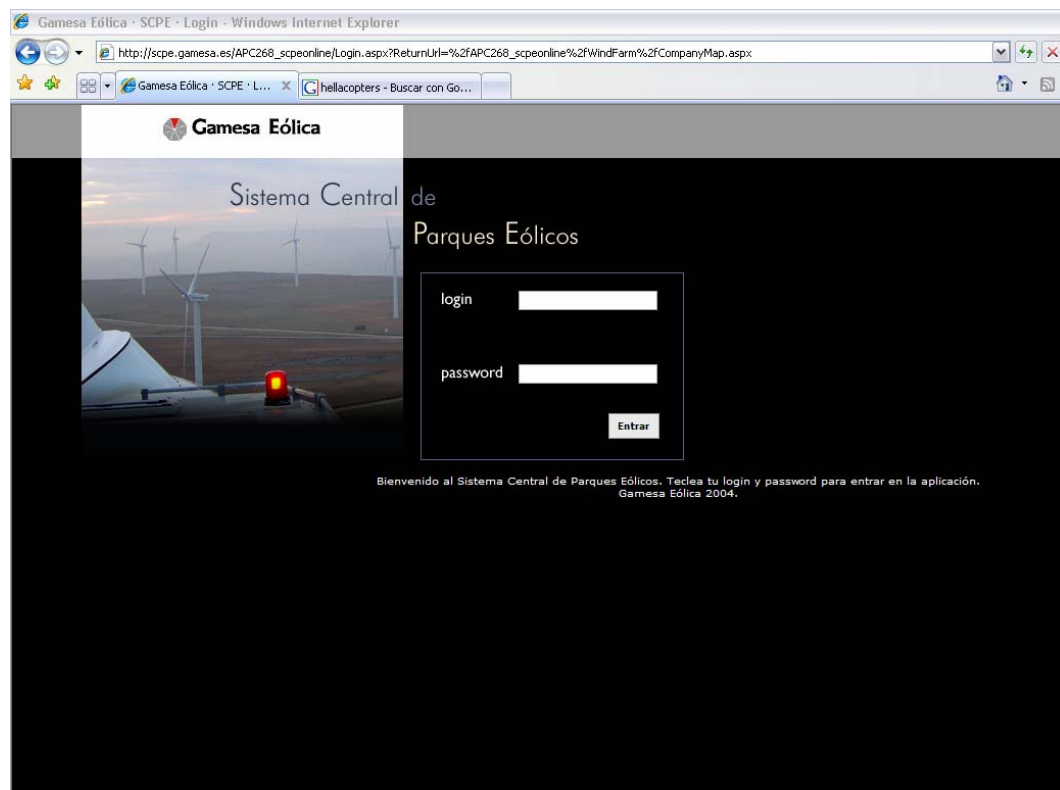 Gamesa Eólica · SCPE · Login - Windows Internet Explorer
http://scpe.gamesa.es/APC268_scpeonline/Login.aspx?ReturnUrl=%2fAPC268_scpeonline%2fWindFarm%2fCompanyMap.aspx
Gamesa Eólica · SCPE · L... X hellacopters - Buscar con Go...
Gamesa Eólica
Sistema Central de
Parques Eólicos
login
password
Entrar
Bienvenido al Sistema Central de Parques Eólicos. Teclea tu login y password para entrar en la aplicación.
Gamesa Eólica 2004.